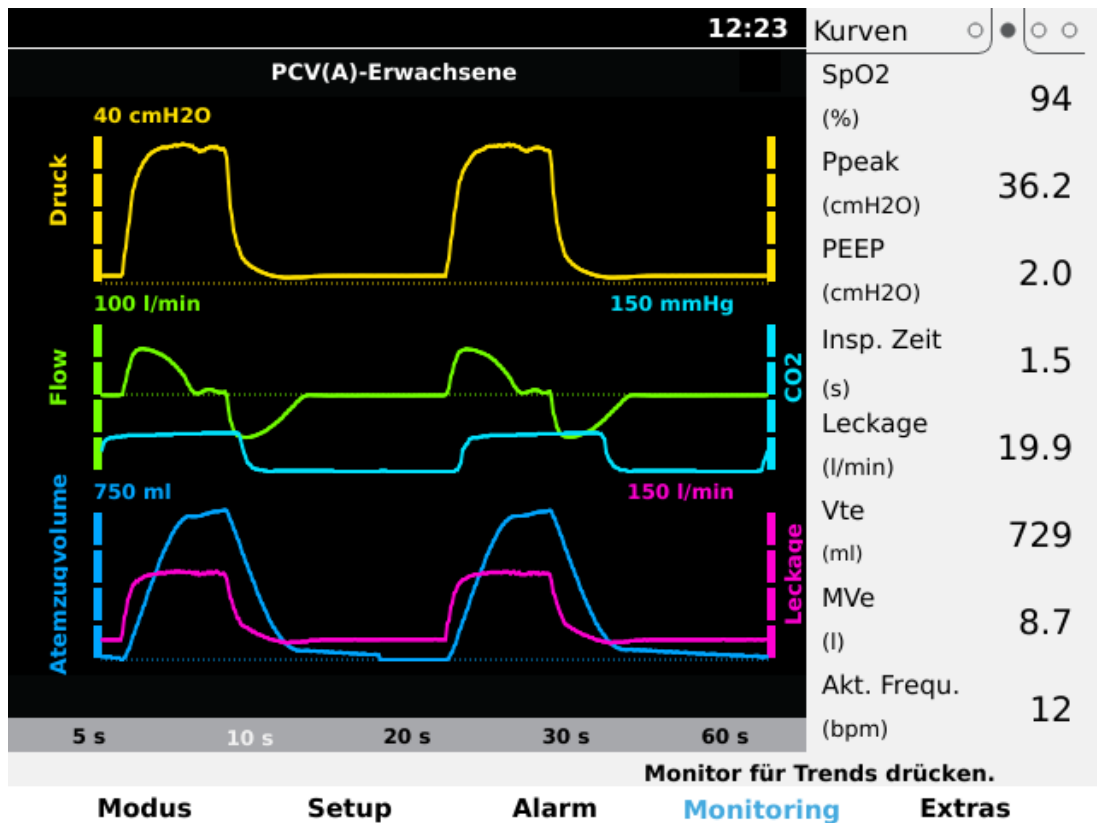 12:23
Kurven
PCV(A)-Erwachsene
40 cmH2O
Druck
100 l/min
150 mmHg
Flow
CO2
750 ml
150 l/min
Atemzugvolume
Leckage
5 s 10 s 20 s 30 s 60 s
SpO2
(%)
94
Ppeak
(cmH2O)
36.2
PEEP
(cmH2O)
2.0
Insp. Zeit
(s)
1.5
Leckage
(l/min)
19.9
Vte
(ml)
729
MVe
(l)
8.7
Akt. Frequ.
(bpm)
12
Monitor für Trends drücken.
Modus Setup Alarm Monitoring Extras